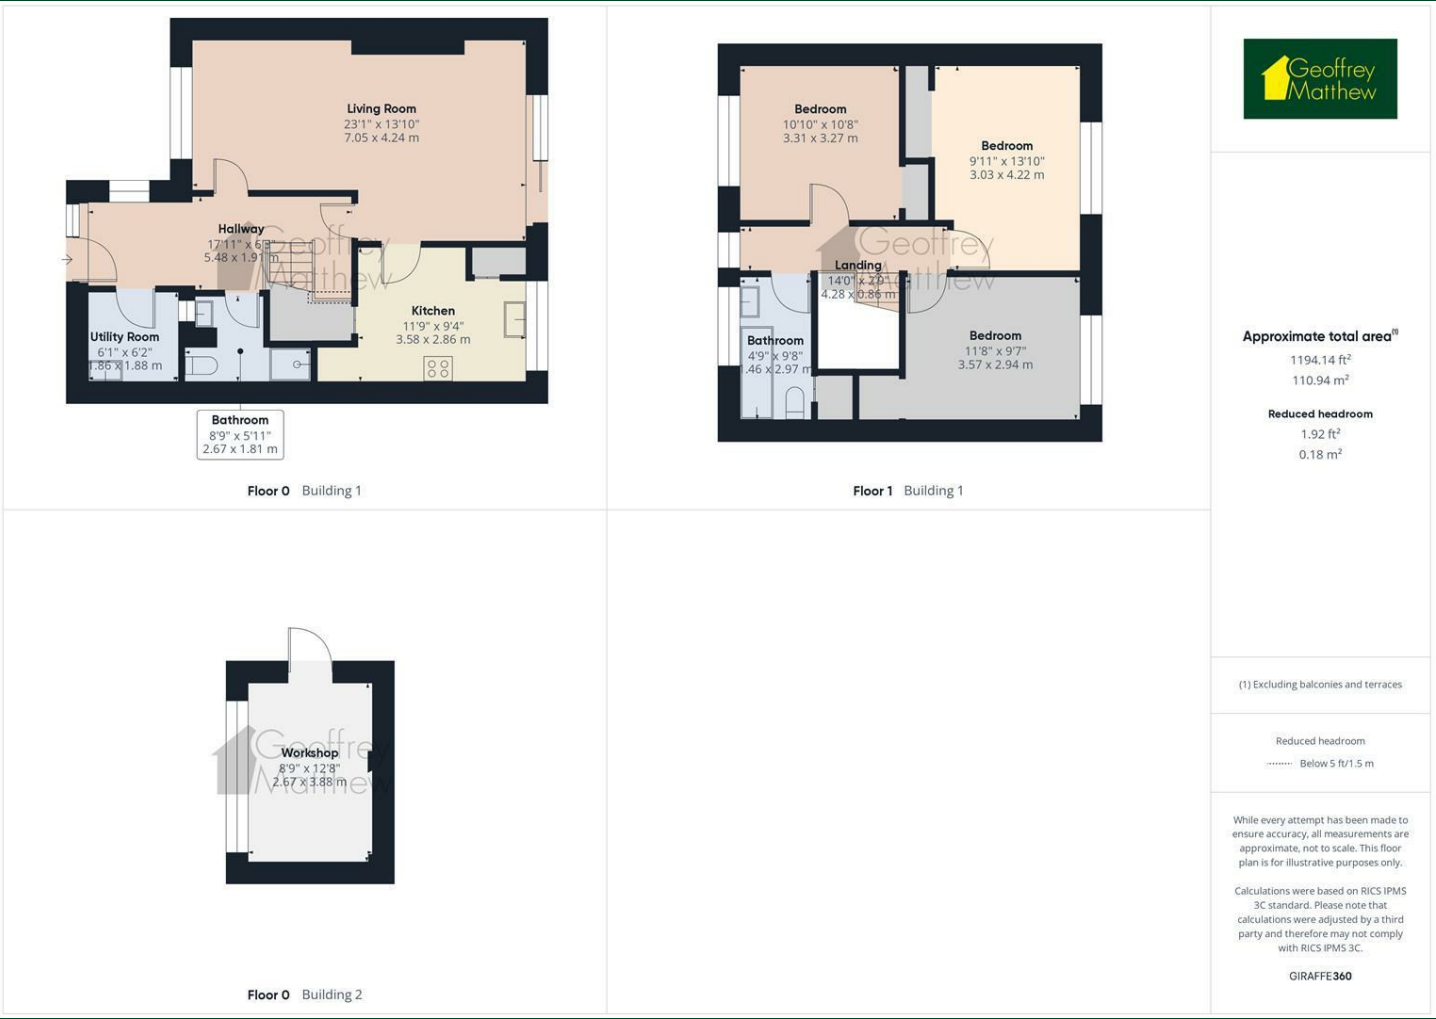 Living Room
23'1" x 13'10"
7.05 x 4.24 m
Hallway
17'11" x 6'3"
5.48 x 1.91 m
Geoffrey
Matthew
Kitchen
11'9" x 9'4"
3.58 x 2.86 m
Utility Room
6'1" x 6'2"
1.86 x 1.88 m
Bathroom
8'9" x 5'11"
2.67 x 1.81 m
Floor 0 Building 1
Bedroom
10'10" x 10'8"
3.31 x 3.27 m
Bedroom
9'11" x 13'10"
3.03 x 4.22 m
Geoffrey
Matthew
Landing
14'0" x 2'9"
4.28 x 0.86 m
Bathroom
4'9" x 9'8"
1.46 x 2.97 m
Bedroom
11'8" x 9'7"
3.57 x 2.94 m
Floor 1 Building 1
Geoffrey
Matthew
Workshop
8'9" x 12'8"
2.67 x 3.88 m
Floor 0 Building 2
Geoffrey
Matthew
Approximate total area(1)
1194.14 ft²
110.94 m²
Reduced headroom
1.92 ft²
0.18 m²
(1) Excluding balconies and terraces
Reduced headroom
Below 5 ft/1.5 m
While every attempt has been made to
ensure accuracy, all measurements are
approximate, not to scale. This floor
plan is for illustrative purposes only.
Calculations were based on RICS IPMS
3C standard. Please note that
calculations were adjusted by a third
party and therefore may not comply
with RICS IPMS 3C.
GIRAFFE360